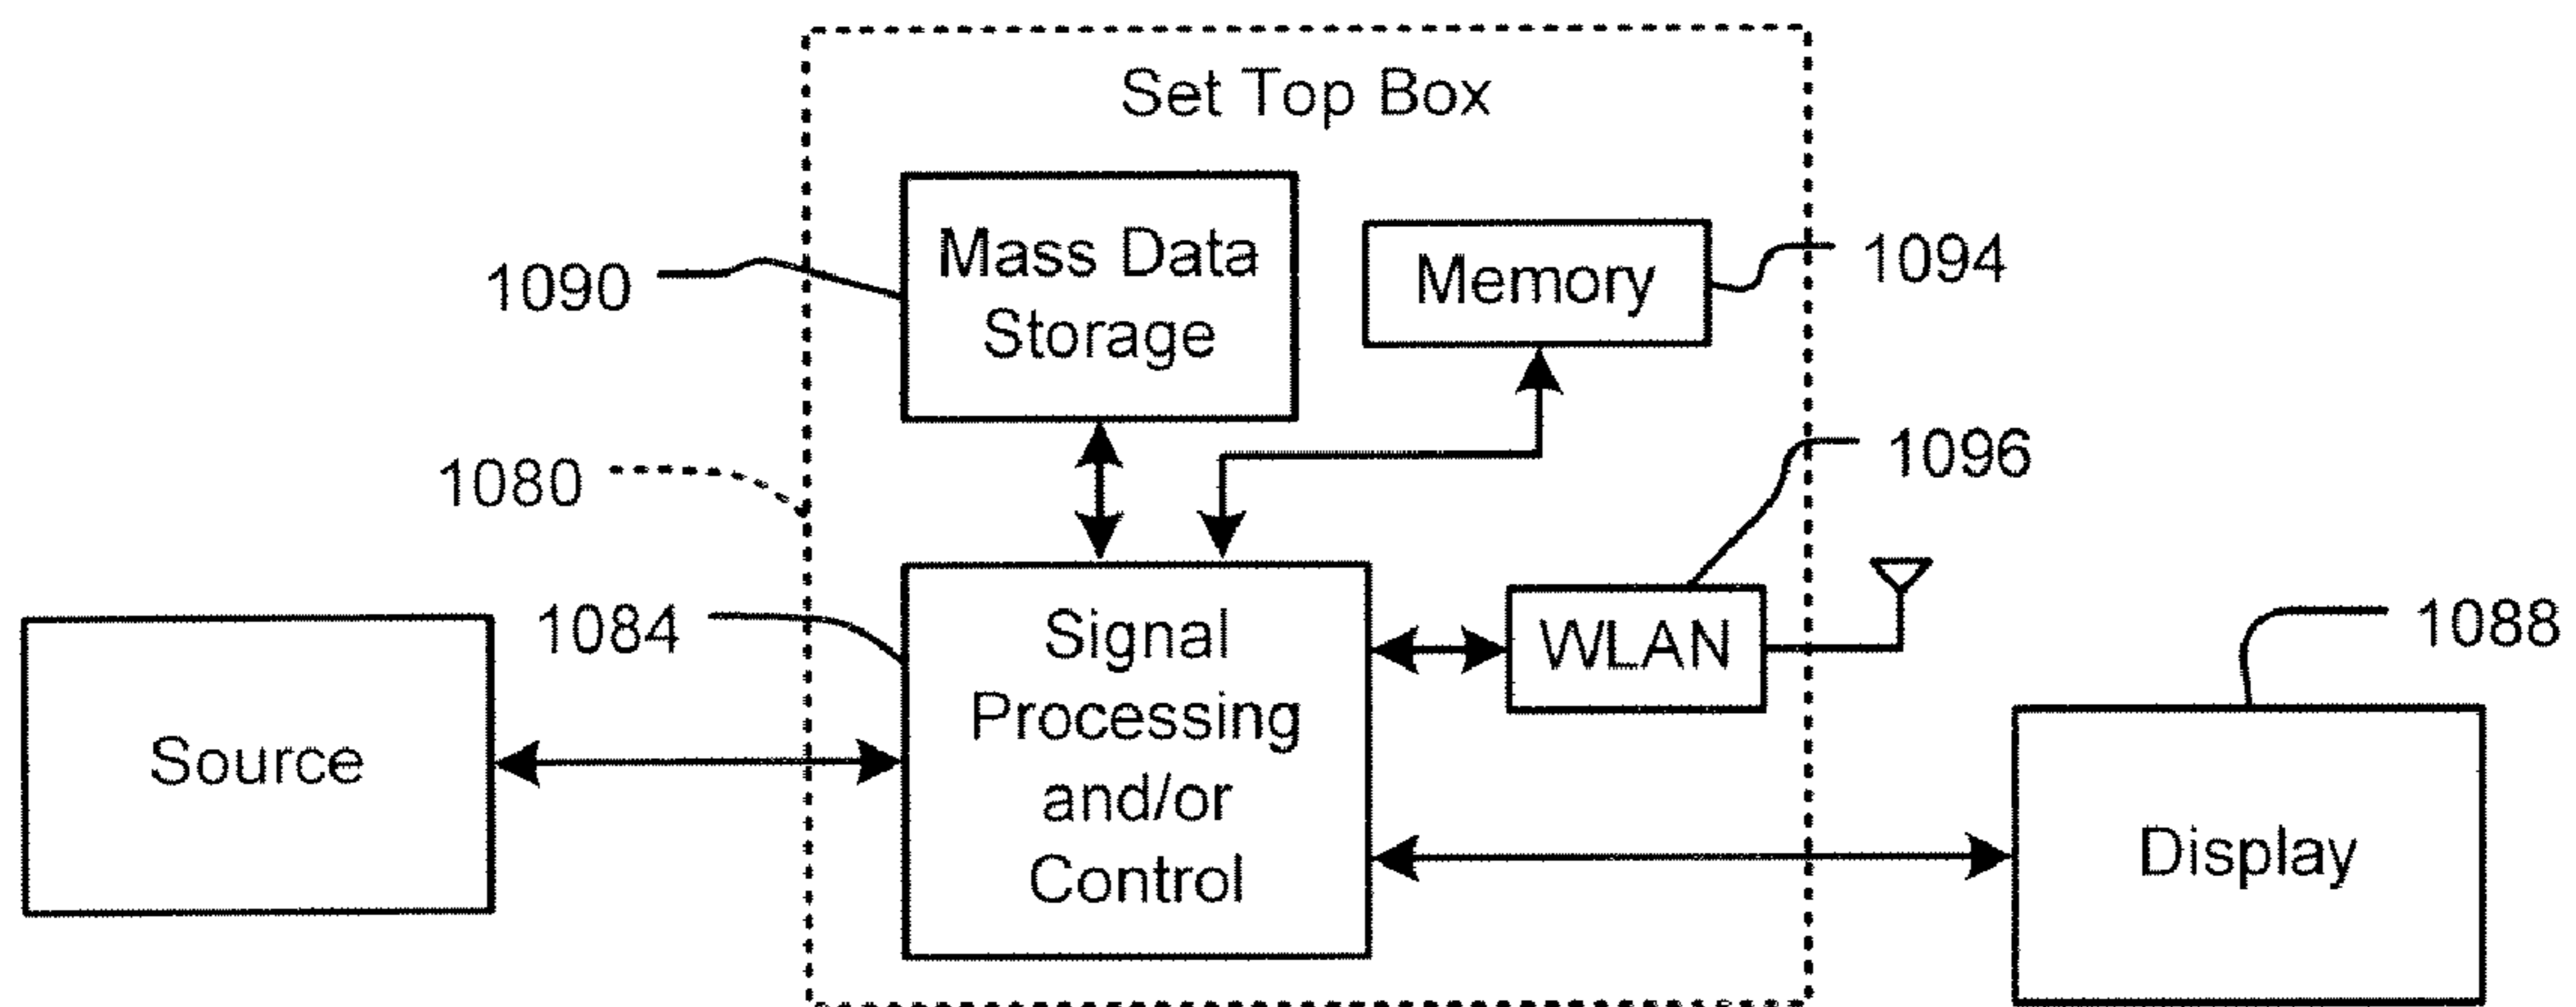 Set Top Box
Mass Data
Storage
1090
Memory
1094
1080
1096
1084
Signal
Processing
and/or
Control
WLAN
1088
Source
Display